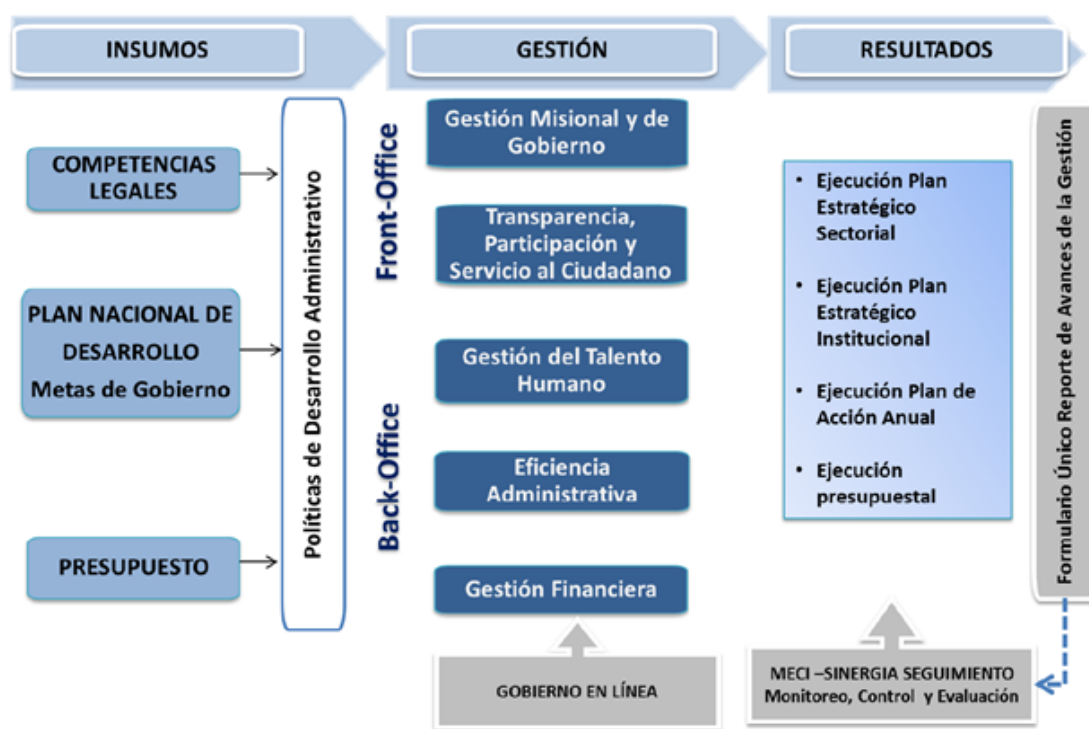 INSUMOS
GESTIÓN
RESULTADOS
COMPETENCIAS
LEGALES
PLAN NACIONAL DE
DESARROLLO
Metas de Gobierno
PRESUPUESTO
Políticas de Desarrollo Administrativo
Front-Office
Back-Office
Gestión Misional y de
Gobierno
Transparencia,
Participación y
Servicio al Ciudadano
Gestión del Talento
Humano
Eficiencia
Administrativa
Gestión Financiera
GOBIERNO EN LÍNEA
• Ejecución Plan
Estratégico
Sectorial
• Ejecución Plan
Estratégico
Institucional
• Ejecución Plan de
Acción Anual
• Ejecución
presupuestal
MECI –SINERGIA SEGUIMIENTO
Monitoreo, Control y Evaluación
Formulario Único Reporte de Avances de la Gestión